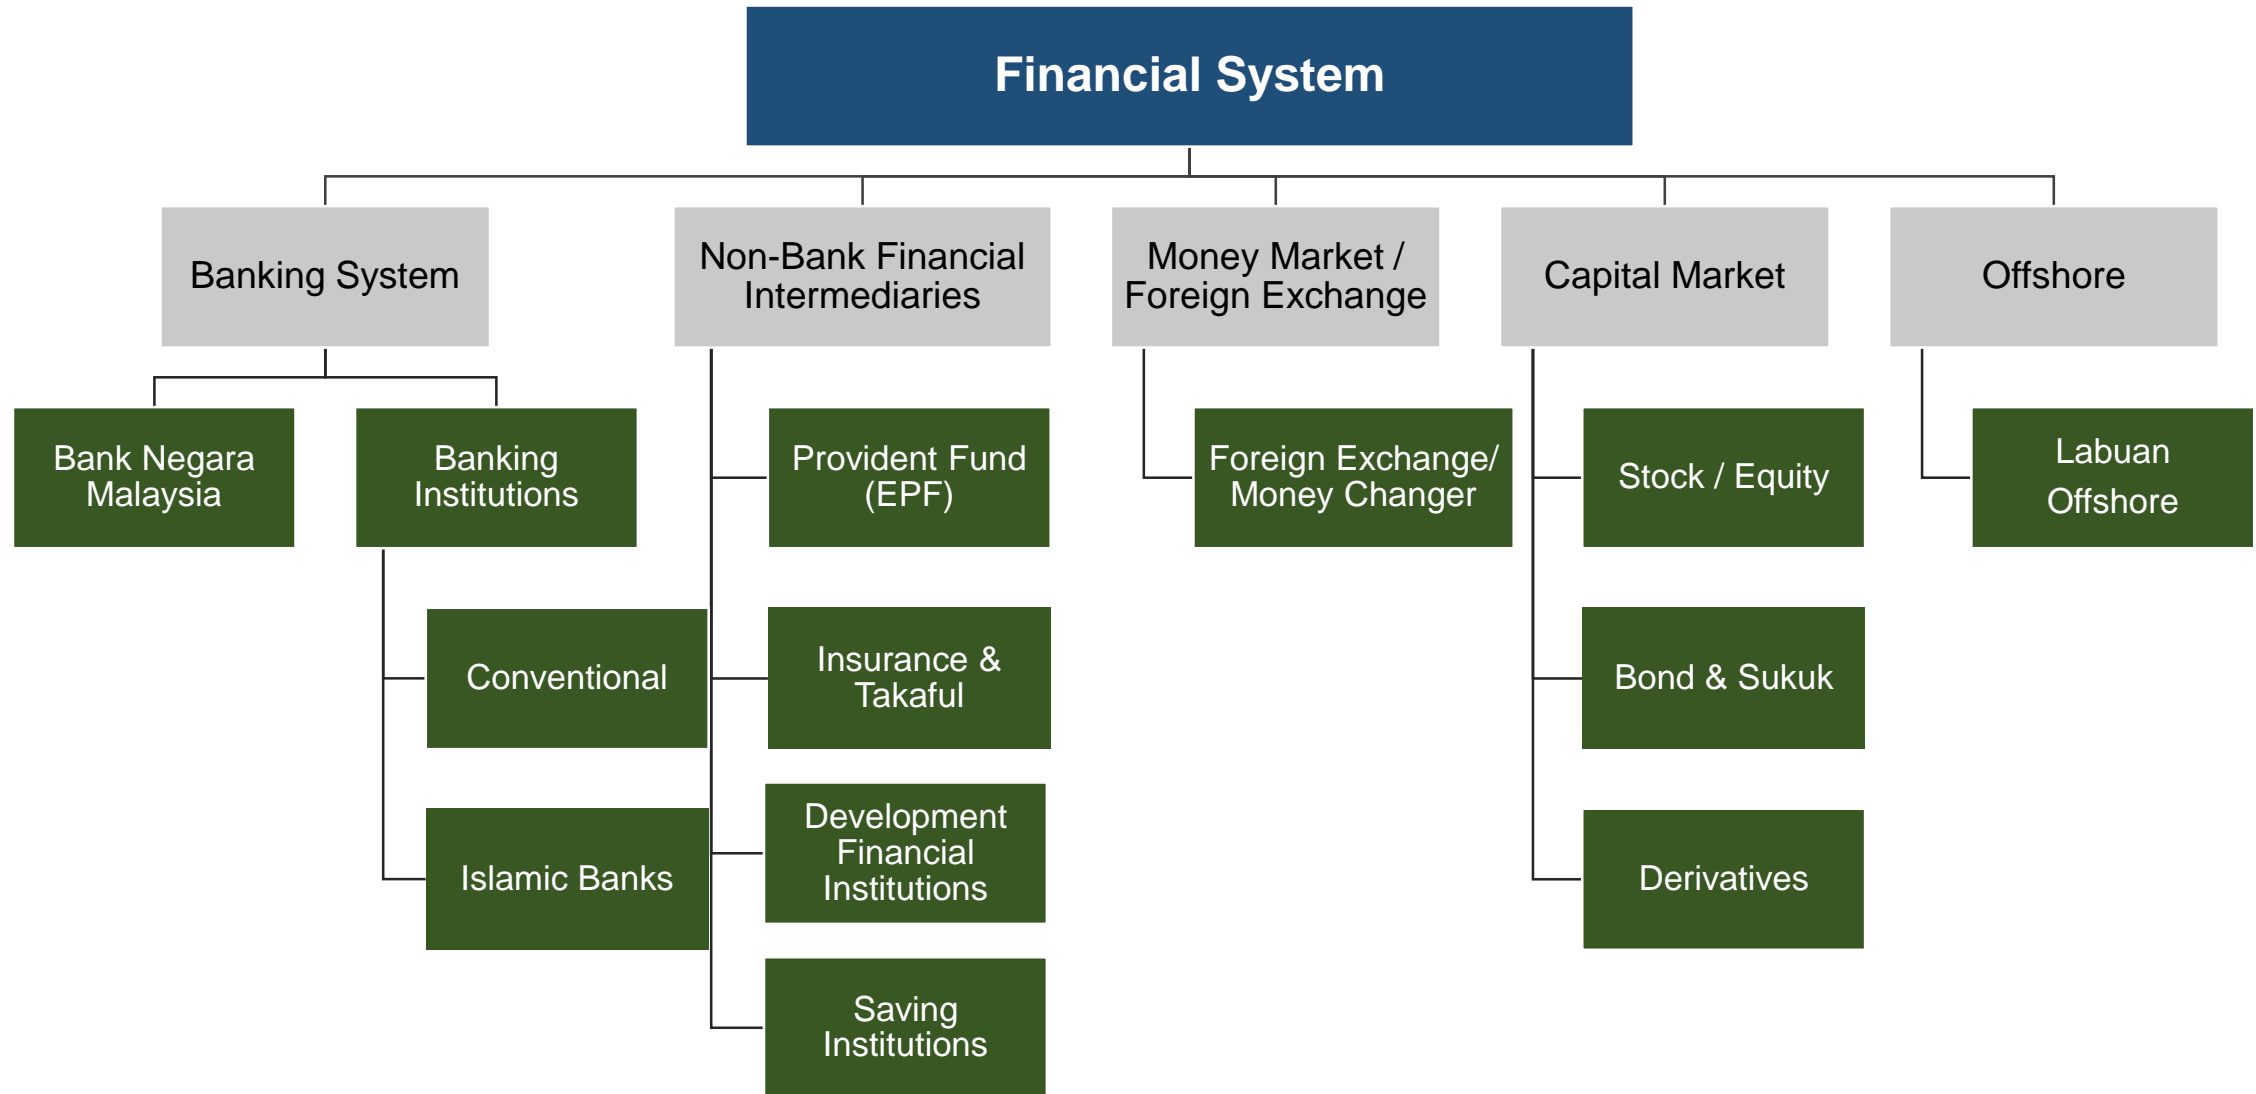 Financial System
Banking System
Non-Bank Financial
Intermediaries
Money Market /
Foreign Exchange
Capital Market
Offshore
Bank Negara
Malaysia
Banking
Institutions
Provident Fund
(EPF)
Foreign Exchange/
Money Changer
Stock / Equity
Labuan
Offshore
Conventional
Insurance &
Takaful
Bond & Sukuk
Islamic Banks
Development
Financial
Institutions
Derivatives
Saving
Institutions